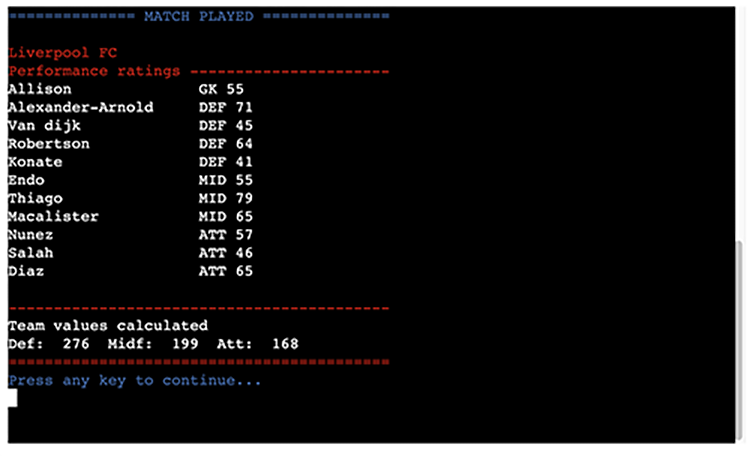 =============== MATCH PLAYED ===============
Liverpool FC
Performance ratings ----------------------
Allison GK 55
Alexander-Arnold DEF 71
Van dijk DEF 45
Robertson DEF 64
Konate DEF 41
Endo MID 55
Thiago MID 79
Macalister MID 65
Nunez ATT 57
Salah ATT 46
Diaz ATT 65
------------------------------------------
Team values calculated
Def: 276 Midf: 199 Att: 168
==========================================
Press any key to continue...